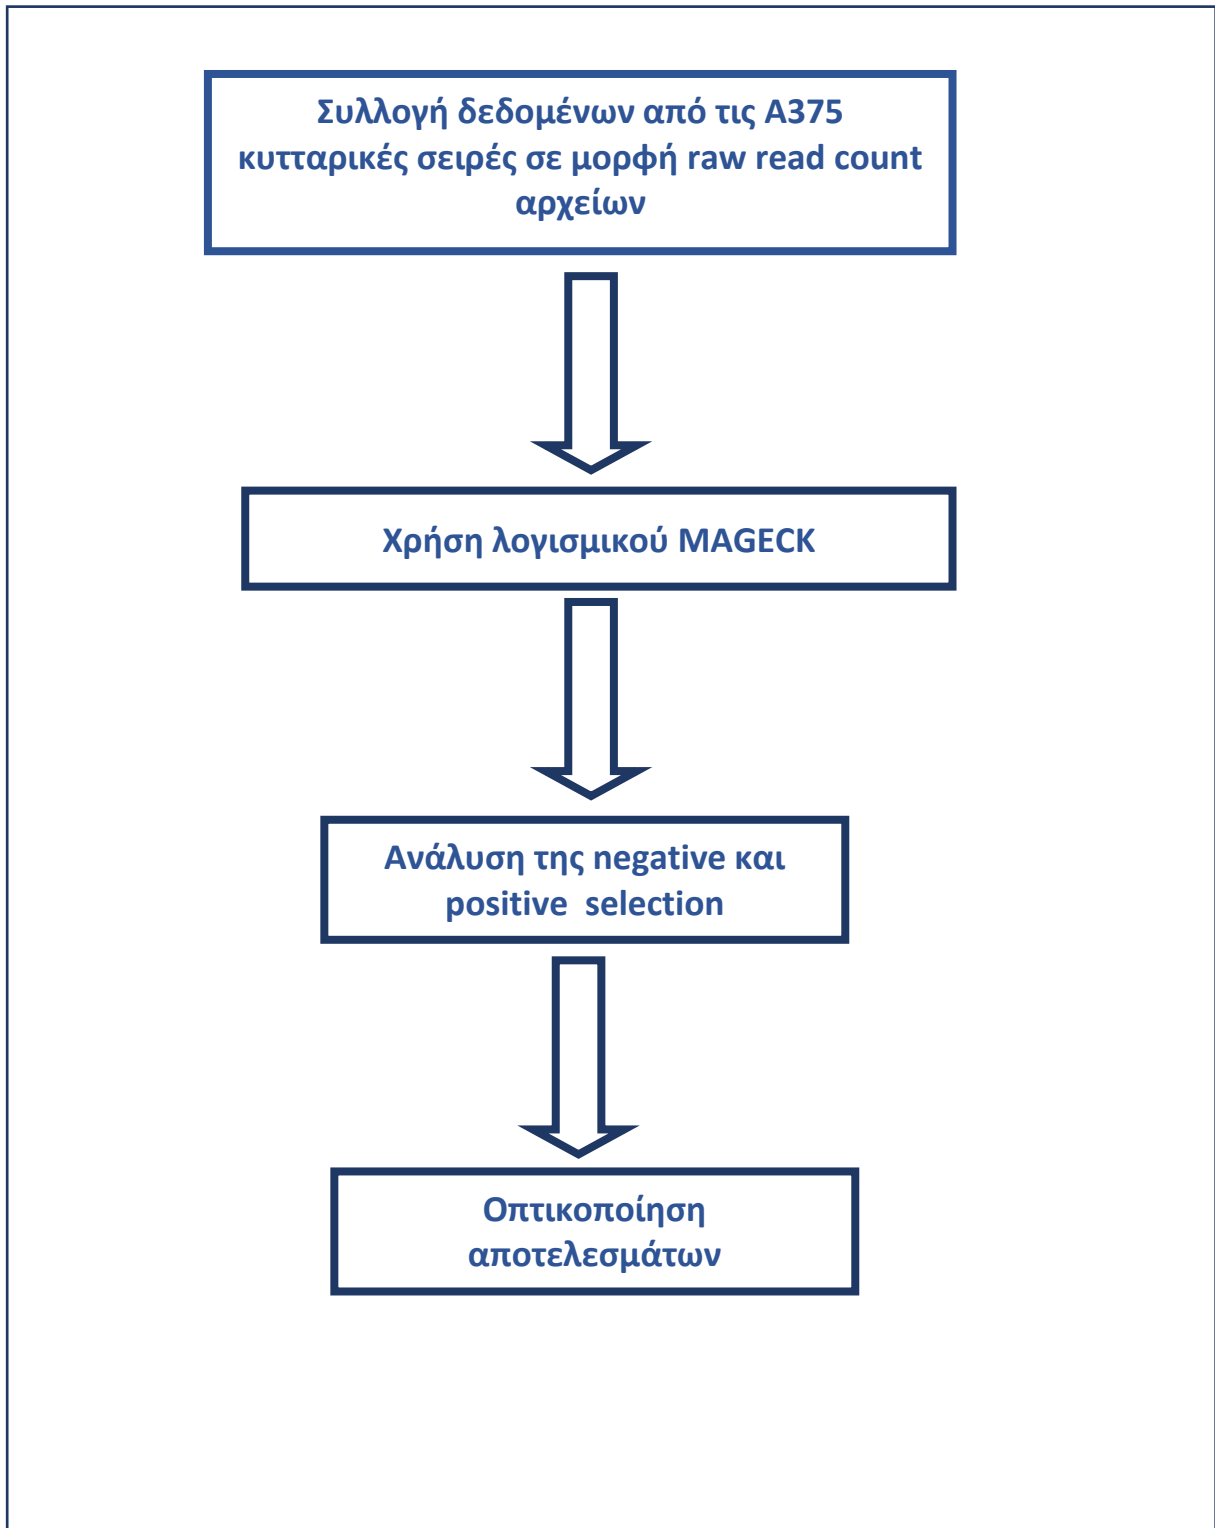 Συλλογή δεδομένων από τις A375
κυτταρικές σειρές σε μορφή raw read count
αρχείων
Χρήση λογισμικού MAGECK
Ανάλυση της negative και
positive  selection
Οπτικοποίηση
αποτελεσμάτων